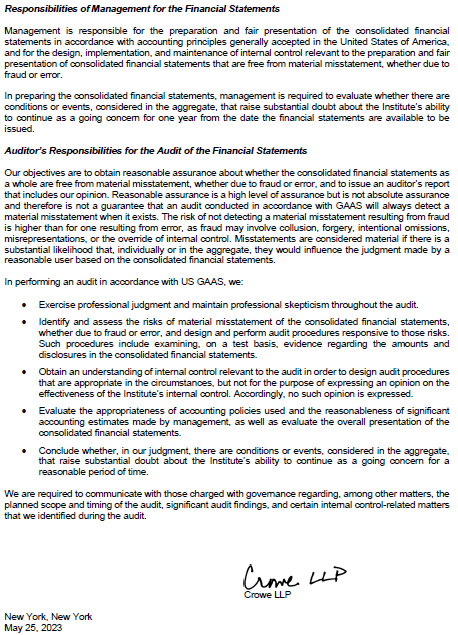 Responsibilities of Management for the Financial Statements
Management is responsible for the preparation and fair presentation of the consolidated financial
statements in accordance with accounting principles generally accepted in the United States of America,
and for the design, implementation, and maintenance of internal control relevant to the preparation and fair
presentation of consolidated financial statements that are free from material misstatement, whether due to
fraud or error.
In preparing the consolidated financial statements, management is required to evaluate whether there are
conditions or events, considered in the aggregate, that raise substantial doubt about the Institute's ability
to continue as a going concern for one year from the date the financial statements are available to be
issued.
Auditor's Responsibilities for the Audit of the Financial Statements
Our objectives are to obtain reasonable assurance about whether the consolidated financial statements as
a whole are free from material misstatement, whether due to fraud or error, and to issue an auditor's report
that includes our opinion. Reasonable assurance is a high level of assurance but is not absolute assurance
and therefore is not a guarantee that an audit conducted in accordance with GAAS will always detect a
material misstatement when it exists. The risk of not detecting a material misstatement resulting from fraud
is higher than for one resulting from error, as fraud may involve collusion, forgery, intentional omissions,
misrepresentations, or the override of internal control. Misstatements are considered material if there is a
substantial likelihood that, individually or in the aggregate, they would influence the judgment made by a
reasonable user based on the consolidated financial statements.
In performing an audit in accordance with US GAAS, we:
• Exercise professional judgment and maintain professional skepticism throughout the audit.
• Identify and assess the risks of material misstatement of the consolidated financial statements,
whether due to fraud or error, and design and perform audit procedures responsive to those risks.
Such procedures include examining, on a test basis, evidence regarding the amounts and
disclosures in the consolidated financial statements.
• Obtain an understanding of internal control relevant to the audit in order to design audit procedures
that are appropriate in the circumstances, but not for the purpose of expressing an opinion on the
effectiveness of the Institute's internal control. Accordingly, no such opinion is expressed.
• Evaluate the appropriateness of accounting policies used and the reasonableness of significant
accounting estimates made by management, as well as evaluate the overall presentation of the
consolidated financial statements.
• Conclude whether, in our judgment, there are conditions or events, considered in the aggregate,
that raise substantial doubt about the Institute's ability to continue as a going concern for a
reasonable period of time.
We are required to communicate with those charged with governance regarding, among other matters, the
planned scope and timing of the audit, significant audit findings, and certain internal control-related matters
that we identified during the audit.
Crowe LLP
Crowe LLP
New York, New York
May 25, 2023